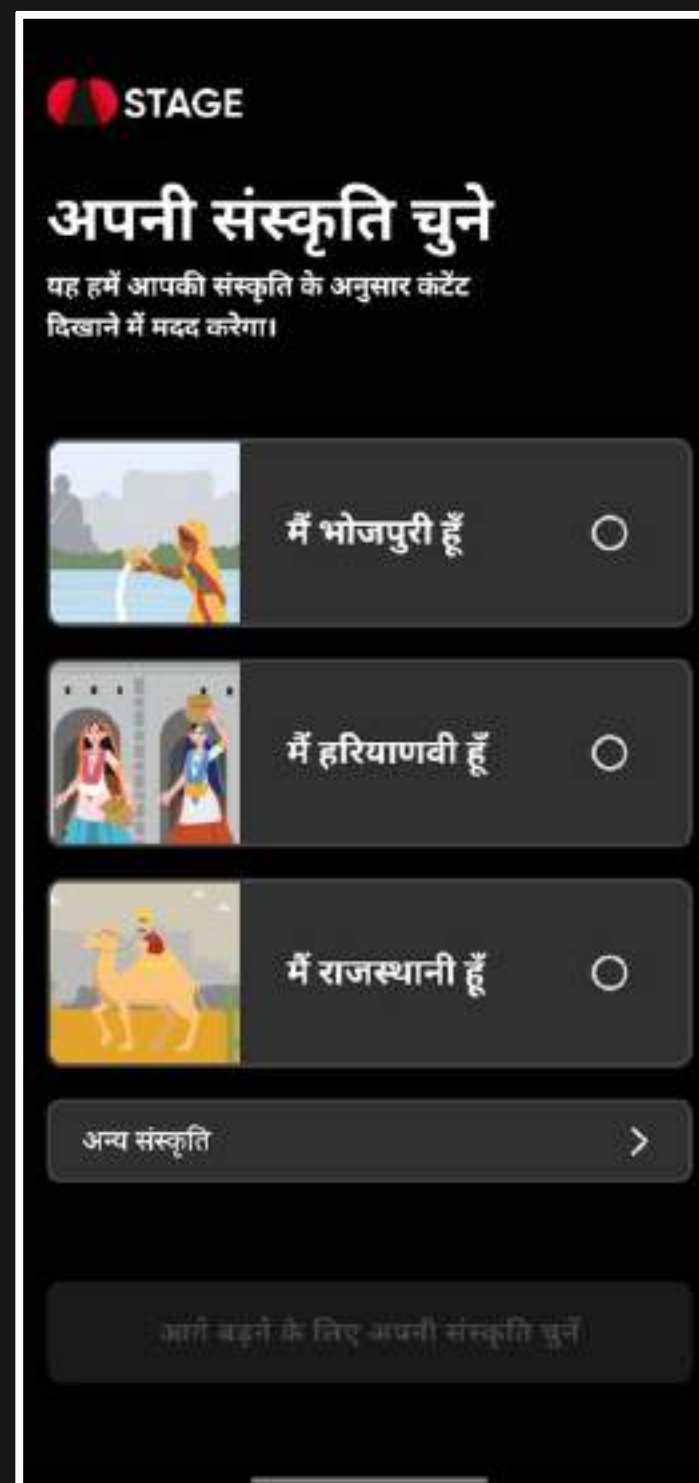 STAGE
अपनी संस्कृति चुने
यह हमें आपकी संस्कृति के अनुसार कंटेंट
दिखाने में मदद करेगा।
मैं भोजपुरी हूँ
मैं हरियाणवी हूँ
मैं राजस्थानी हूँ
अन्य संस्कृति
आगे बढ़ने के लिए अपनी संस्कृति चुनें